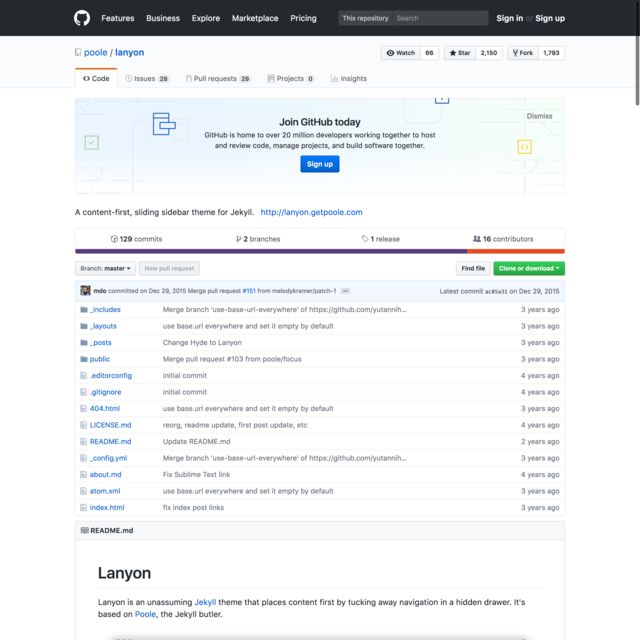 Features Business Explore Marketplace Pricing This repository Search Sign in or Sign up
poole / lanyon Watch 66 Star 2,150 Fork 1,793
Code Issues 28 Pull requests 29 Projects 0 Insights
Join GitHub today
Dismiss
GitHub is home to over 20 million developers working together to host
and review code, manage projects, and build software together.
Sign up
A content-first, sliding sidebar theme for Jekyll. http://lanyon.getpoole.com
129 commits 2 branches 1 release 16 contributors
Branch: master New pull request Find file Clone or download
mdo committed on Dec 29, 2015 Merge pull request #151 from melodykramer/patch-1 Latest commit ac85a31 on Dec 29, 2015
_includes Merge branch 'use-base-url-everywhere' of https://github.com/yutannih... 3 years ago
_layouts use base.url everywhere and set it empty by default 3 years ago
_posts Change Hyde to Lanyon 3 years ago
public Merge pull request #103 from poole/focus 3 years ago
.editorconfig initial commit 4 years ago
.gitignore initial commit 4 years ago
404.html use base.url everywhere and set it empty by default 3 years ago
LICENSE.md reorg, readme update, first post update, etc 4 years ago
README.md Update README.md 2 years ago
_config.yml Merge branch 'use-base-url-everywhere' of https://github.com/yutannih... 3 years ago
about.md Fix Sublime Text link 4 years ago
atom.xml use base.url everywhere and set it empty by default 3 years ago
index.html fix index post links 3 years ago
README.md
Lanyon
Lanyon is an unassuming Jekyll theme that places content first by tucking away navigation in a hidden drawer. It's
based on Poole, the Jekyll butler.